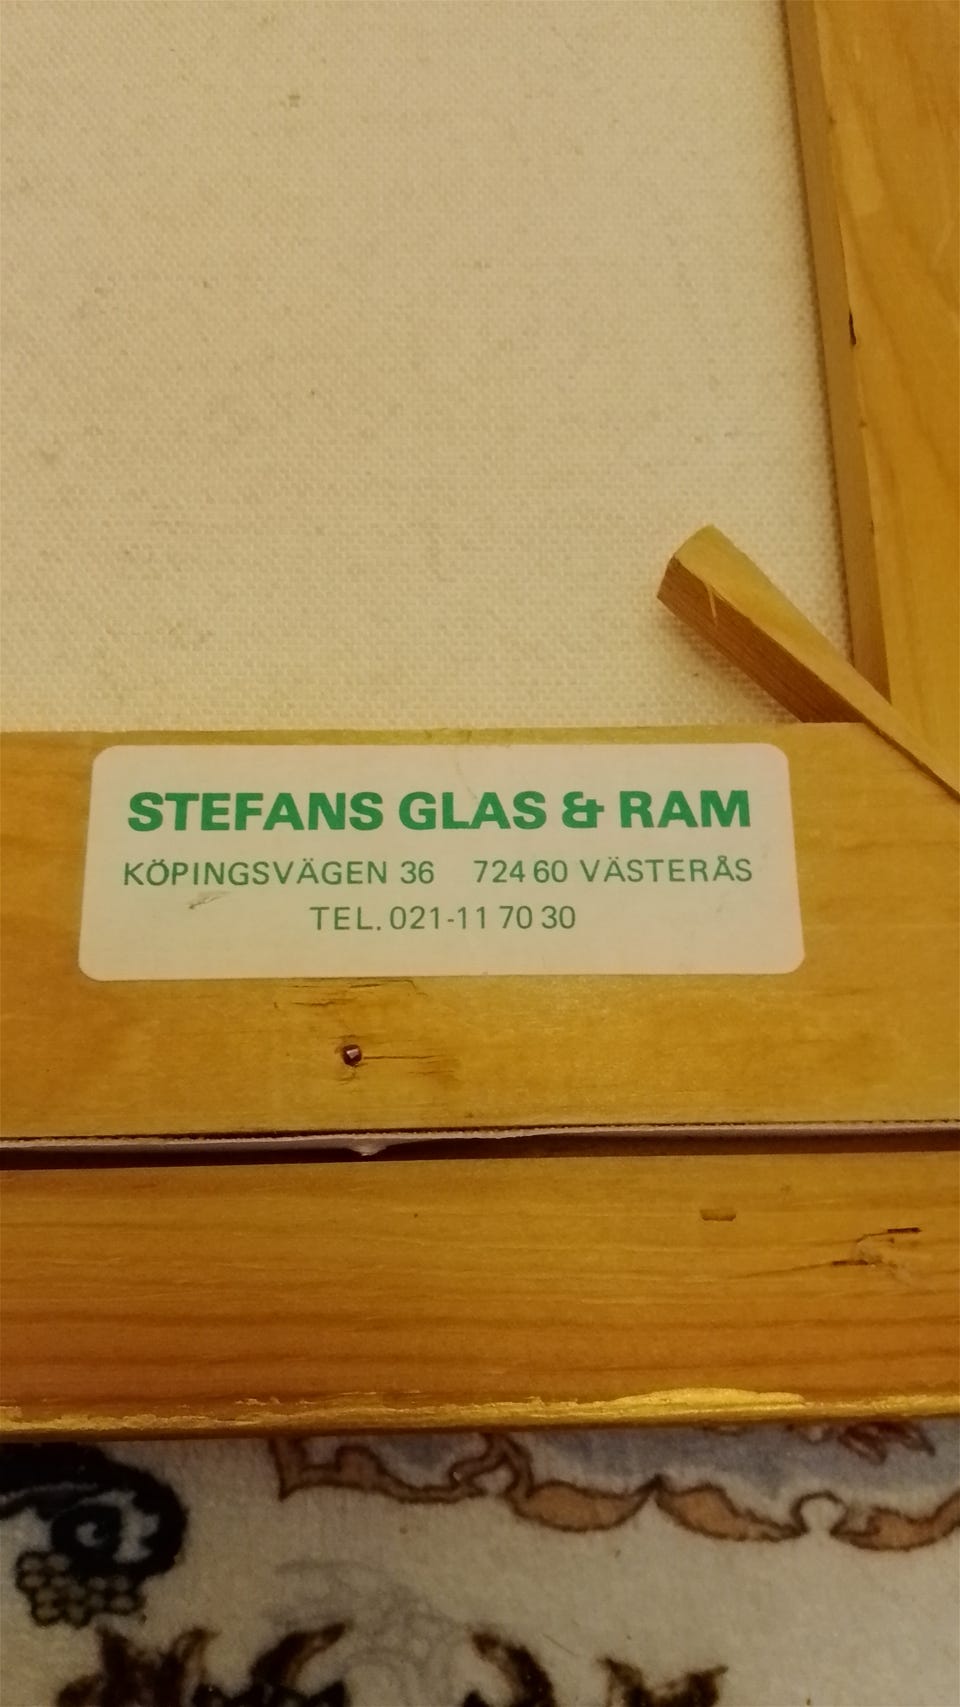 STEFANS GLAS & RAM
KÖPINGSVÄGEN 36 724 60 VÄSTERÅS
TEL. 021-11 70 30